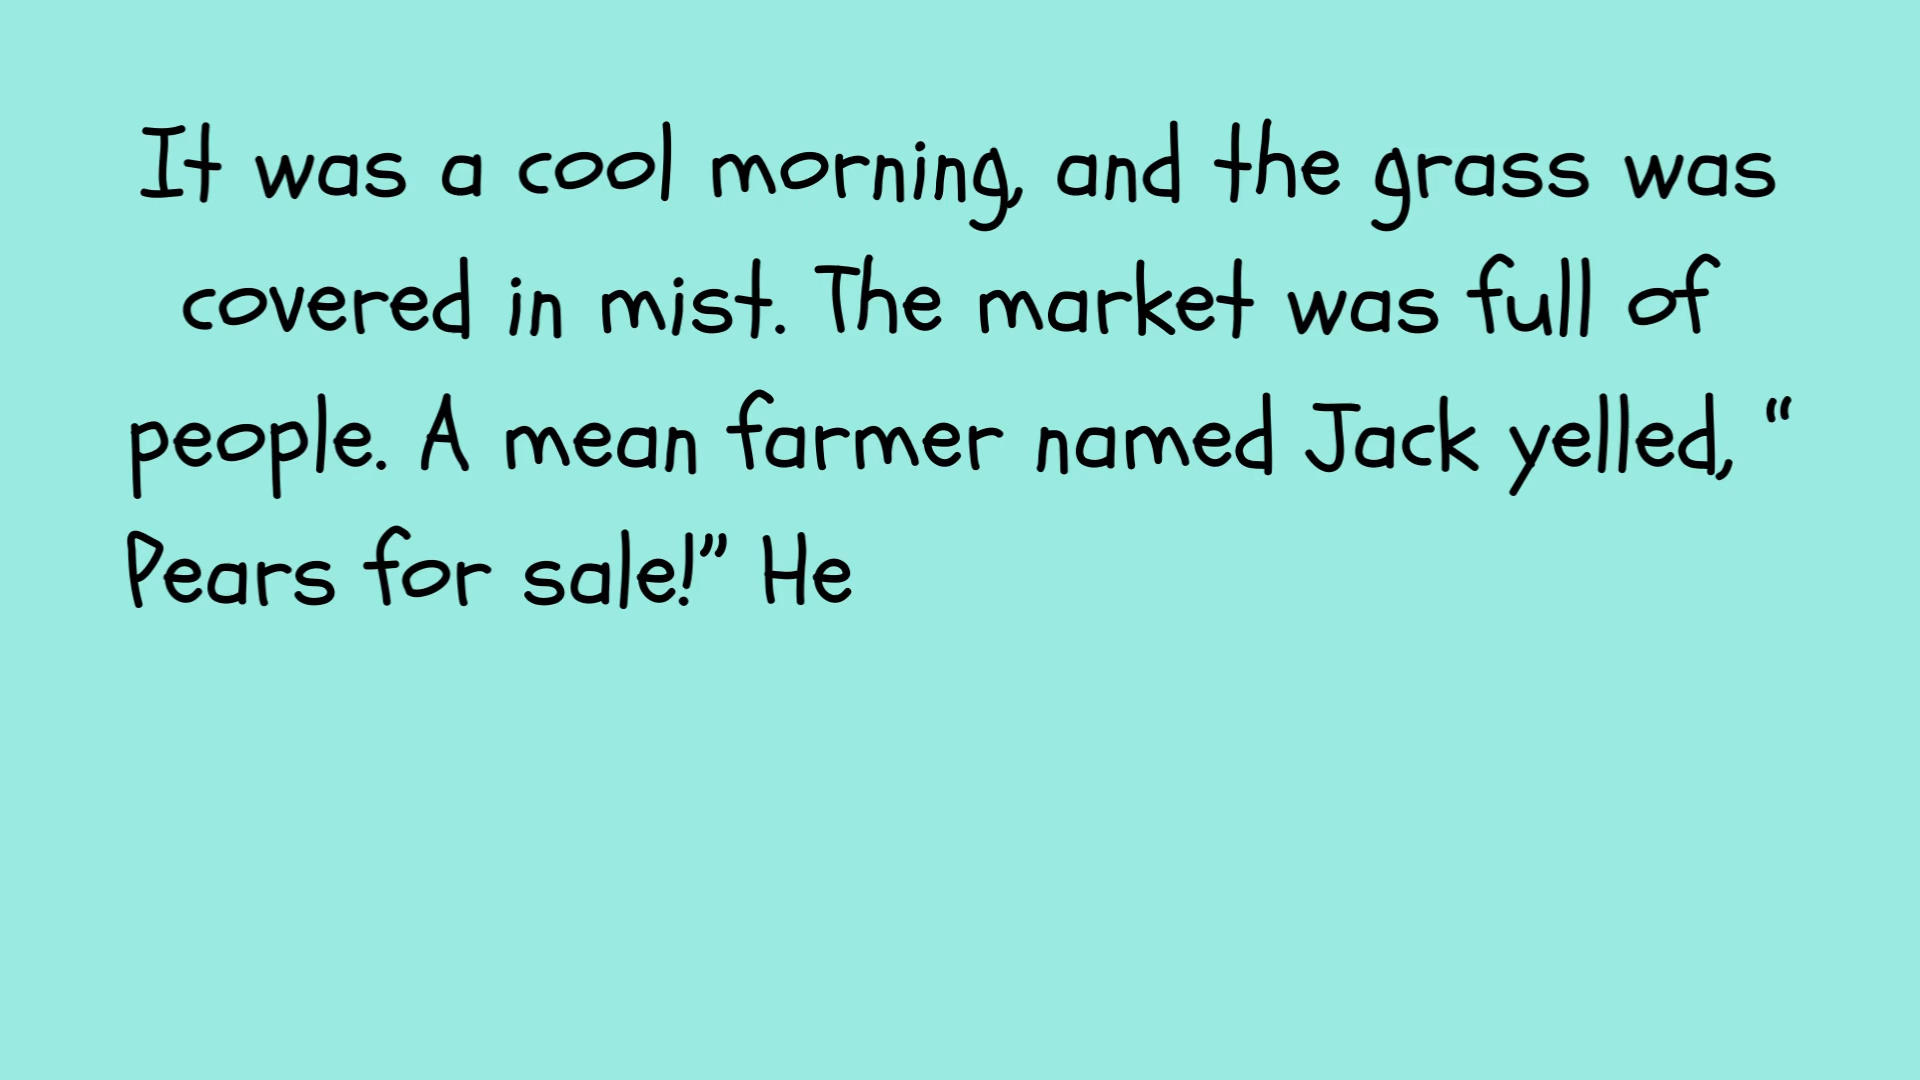 It was a cool morning, and the grass was
covered in mist. The market was full of
people. A mean farmer named Jack yelled, “
Pears for sale!” He